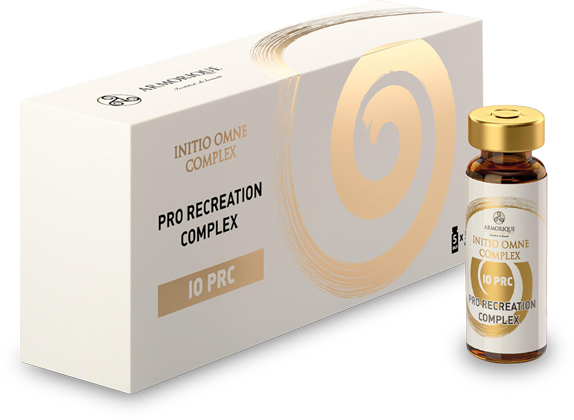 ARMORIQUE
INITIO OMNE
COMPLEX
PRO RECREATION
COMPLEX
IO PRC
ARMORIQUE
INITIO OMNE
COMPLEX
IO PRC
PRO RECREATION
COMPLEX